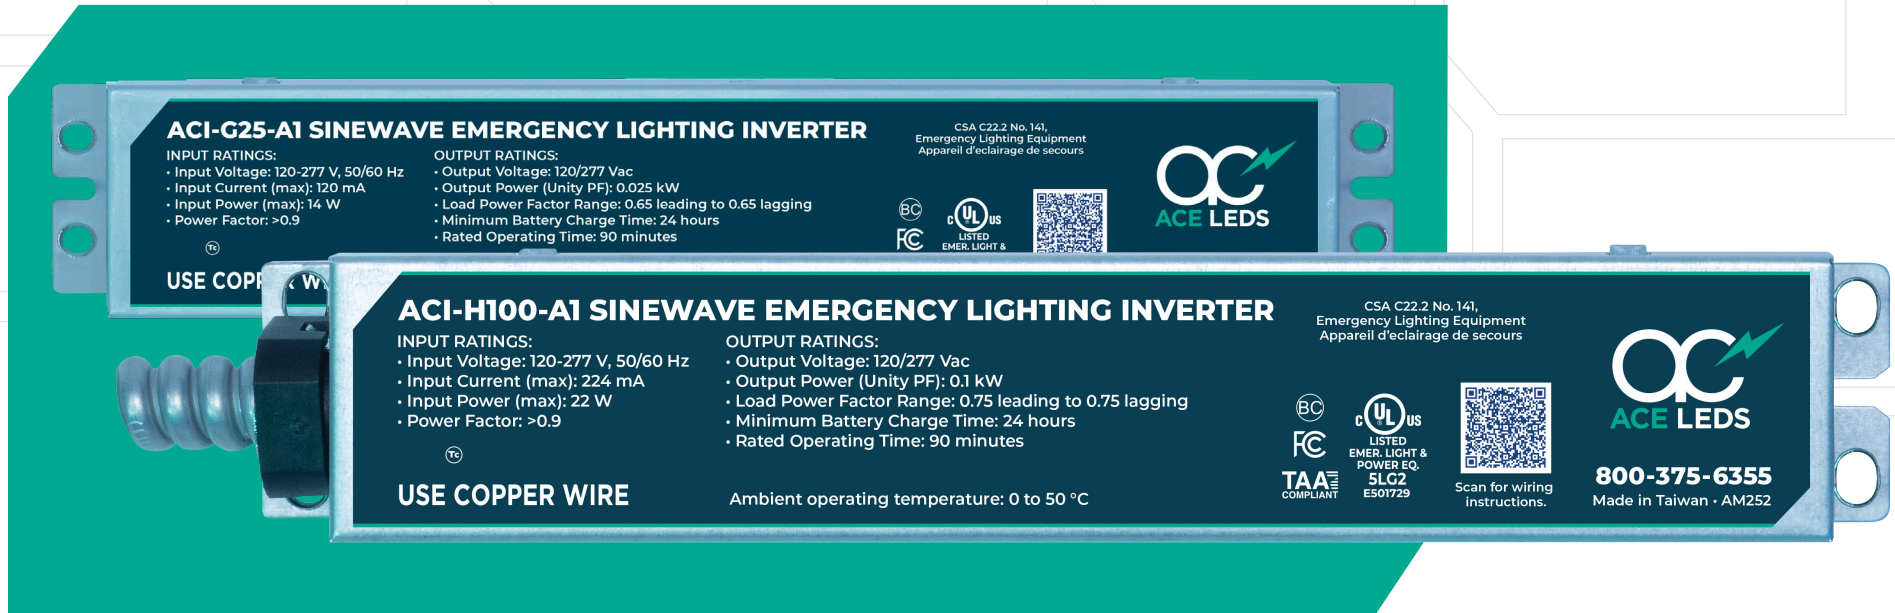 ACI-G25-A1 SINEWAVE EMERGENCY LIGHTING INVERTER
INPUT RATINGS:
• Input Voltage: 120-277 V, 50/60 Hz
• Input Current (max): 120 mA
• Input Power (max): 14 W
• Power Factor: >0.9
Tc
USE COPPER
OUTPUT RATINGS:
• Output Voltage: 120/277 Vac
• Output Power (Unity PF): 0.025 kW
• Load Power Factor Range: 0.65 leading to 0.65 lagging
• Minimum Battery Charge Time: 24 hours
• Rated Operating Time: 90 minutes
CSA C22.2 No. 141,
Emergency Lighting Equipment
Appareil d'eclairage de secours
BC
FC
C UL US
LISTED
EMER. LIGHT &
AC
ACE LEDS
ACI-H100-A1 SINEWAVE EMERGENCY LIGHTING INVERTER
INPUT RATINGS:
• Input Voltage: 120-277 V, 50/60 Hz
• Input Current (max): 224 mA
• Input Power (max): 22 W
• Power Factor: >0.9
Tc
USE COPPER WIRE
OUTPUT RATINGS:
• Output Voltage: 120/277 Vac
• Output Power (Unity PF): 0.1 kW
• Load Power Factor Range: 0.75 leading to 0.75 lagging
• Minimum Battery Charge Time: 24 hours
• Rated Operating Time: 90 minutes
Ambient operating temperature: 0 to 50 °C
CSA C22.2 No. 141,
Emergency Lighting Equipment
Appareil d'eclairage de secours
BC
FC
TAA
COMPLIANT
C UL US
LISTED
EMER. LIGHT &
POWER EQ.
5LG2
E501729
Scan for wiring
instructions.
AC
ACE LEDS
800-375-6355
Made in Taiwan • AM252